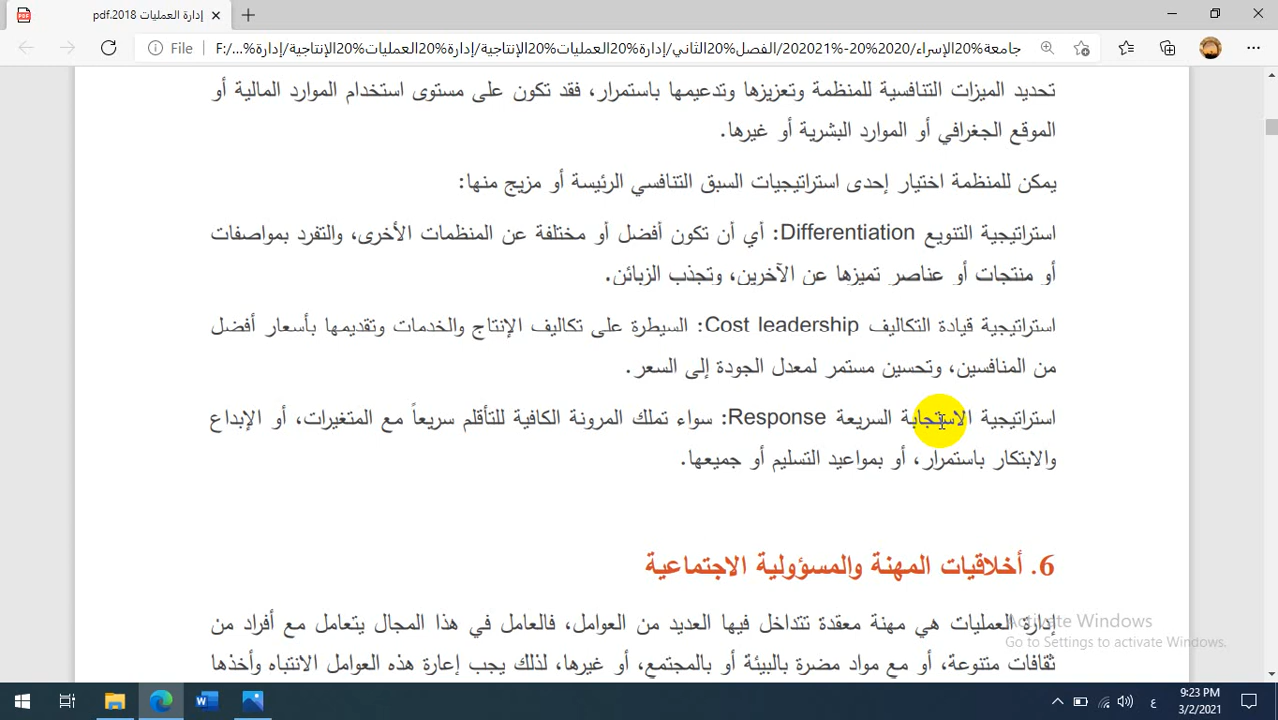 إدارة العمليات 2018.pdf
File
F:/.../جامعة%20الإسراء/2020%20-%202021/الفصل%20الثاني/إدارة%20العمليات%20الإنتاجية/إدارة%20العمليات%20الإنتاجية/إدارة%
تحديد الميزات التنافسية للمنظمة وتعزيزها وتدعيمها باستمرار، فقد تكون على مستوى استخدام الموارد المالية أو
الموقع الجغرافي أو الموارد البشرية أو غيرها.
يمكن للمنظمة اختيار إحدى استراتيجيات السبق التنافسي الرئيسة أو مزيج منها:
استراتيجية التنويع Differentiation: أي أن تكون أفضل أو مختلفة عن المنظمات الأخرى، والتفرد بمواصفات
أو منتجات أو عناصر تميزها عن الآخرين، وتجذب الزبائن.
استراتيجية قيادة التكاليف Cost leadership: السيطرة على تكاليف الإنتاج والخدمات وتقديمها بأسعار أفضل
من المنافسين، وتحسين مستمر لمعدل الجودة إلى السعر.
استراتيجية الاستجابة السريعة Response: سواء تملك المرونة الكافية للتأقلم سريعاً مع المتغيرات، أو الإبداع
والابتكار باستمرار، أو بمواعيد التسليم أو جميعها.
6. أخلاقيات المهنة والمسؤولية الاجتماعية
إدارة العمليات هي مهنة معقدة تتداخل فيها العديد من العوامل، فالعامل في هذا المجال يتعامل مع أفراد من
ثقافات متنوعة، أو مع مواد مضرة بالبيئة أو بالمجتمع، أو غيرها، لذلك يجب إعارة هذه العوامل الانتباه وأخذها
Activate Windows
Go to Settings to activate Windows.
ع
9:23 PM
3/2/2021